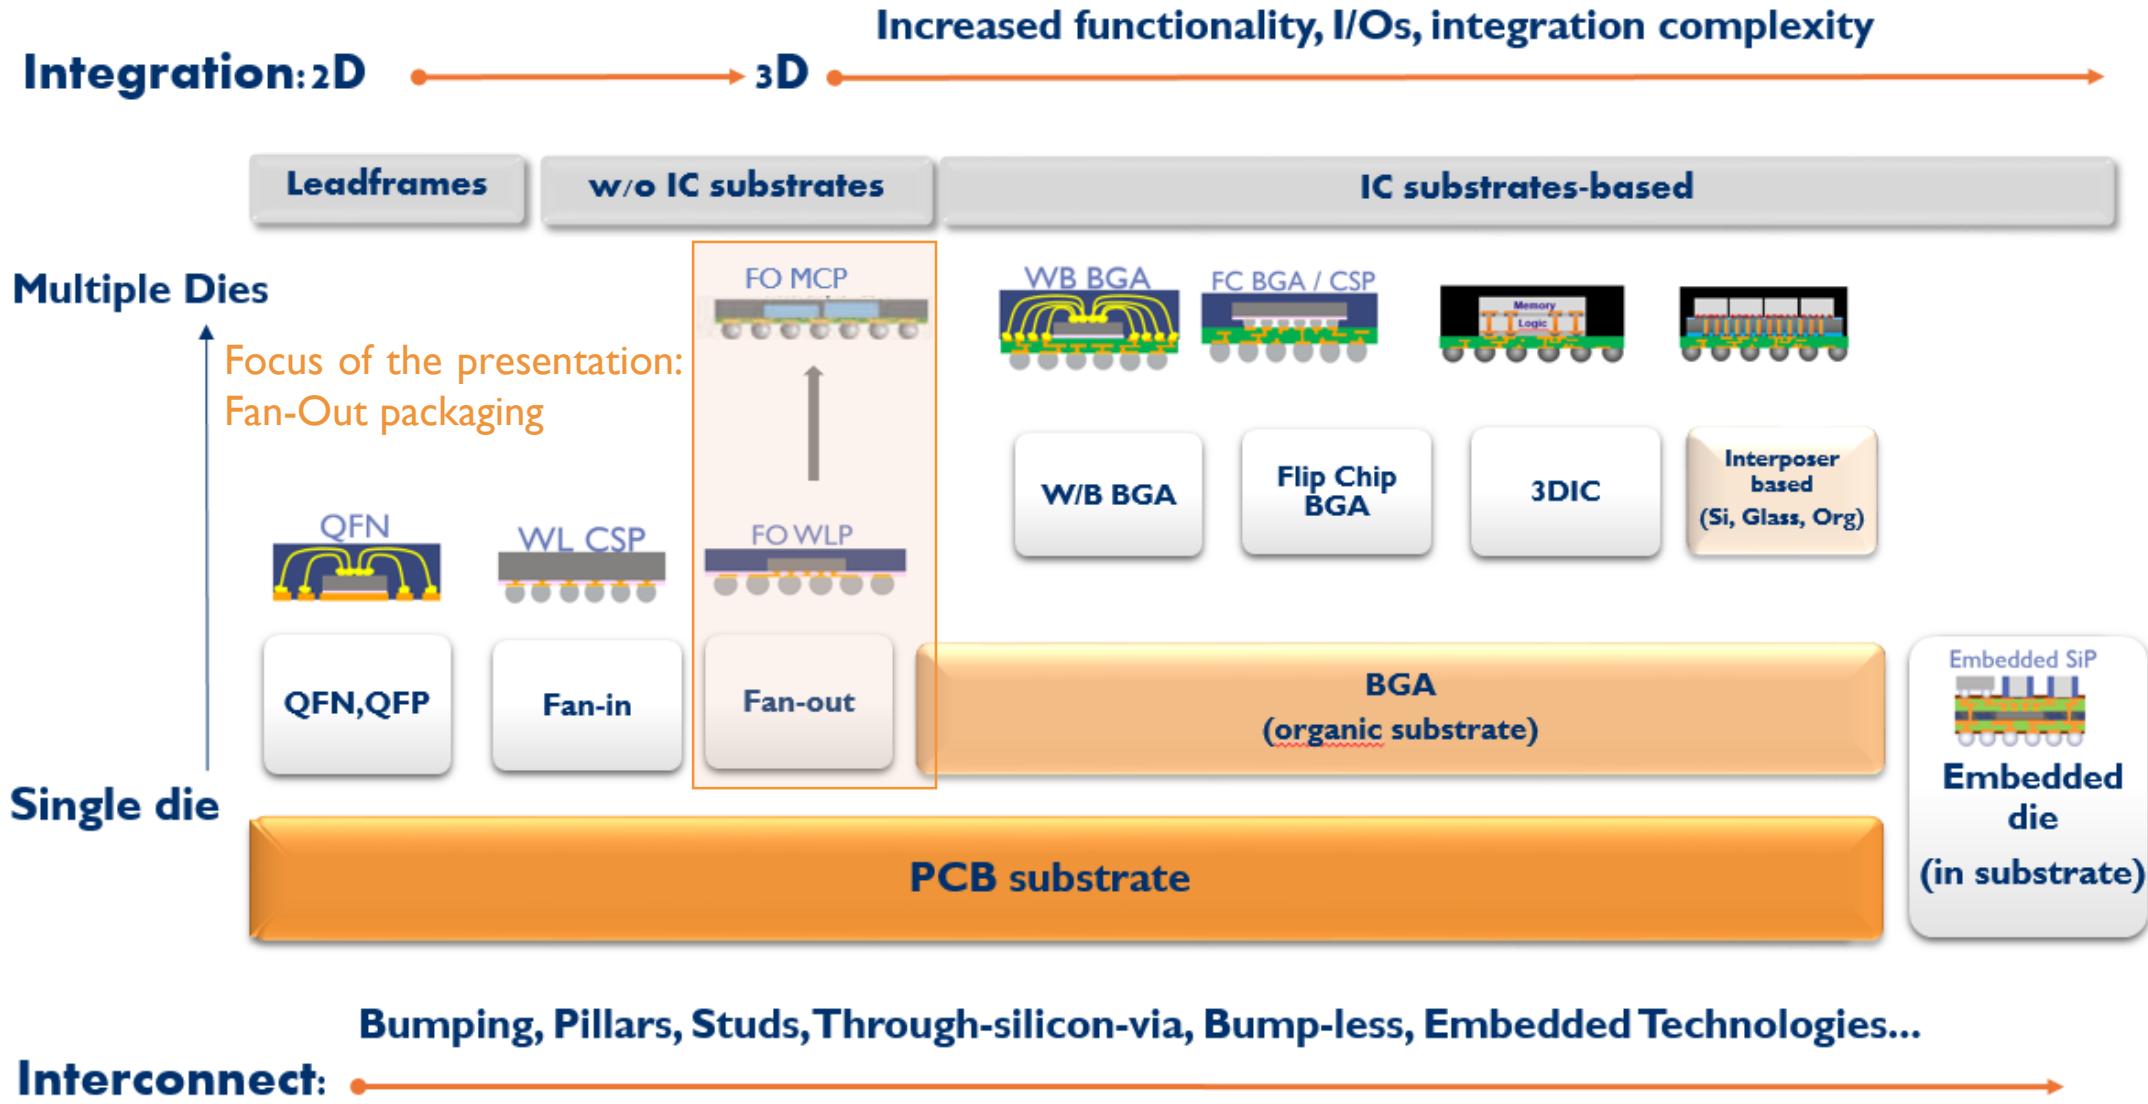 Increased functionality, I/Os, integration complexity
Integration: 2D
3D
Leadframes
w/o IC substrates
IC substrates-based
Multiple Dies
FO MCP
WB BGA
FC BGA / CSP
Memory
Logic
Focus of the presentation:
Fan-Out packaging
W/B BGA
Flip Chip
BGA
3DIC
Interposer
based
(Si, Glass, Org)
QFN
WL CSP
FO WLP
QFN,QFP
Fan-in
Fan-out
BGA
(organic substrate)
Embedded SiP
Embedded
die
(in substrate)
Single die
PCB substrate
Bumping, Pillars, Studs, Through-silicon-via, Bump-less, Embedded Technologies...
Interconnect: